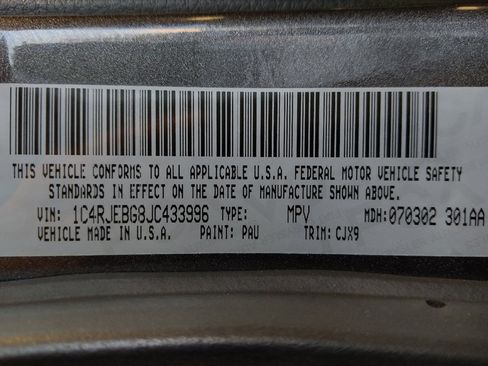 THIS VEHICLE CONFORMS TO ALL APPLICABLE U.S.A. FEDERAL MOTOR VEHICLE SAFETY
STANDARDS IN EFFECT ON THE DATE OF MANUFACTURE SHOWN ABOVE.
VIN: 1C4RJEBG8JC433996 TYPE: MPV MDH:070302 301AA
VEHICLE MADE IN U.S.A. PAINT: PAU TRIM: CJX9